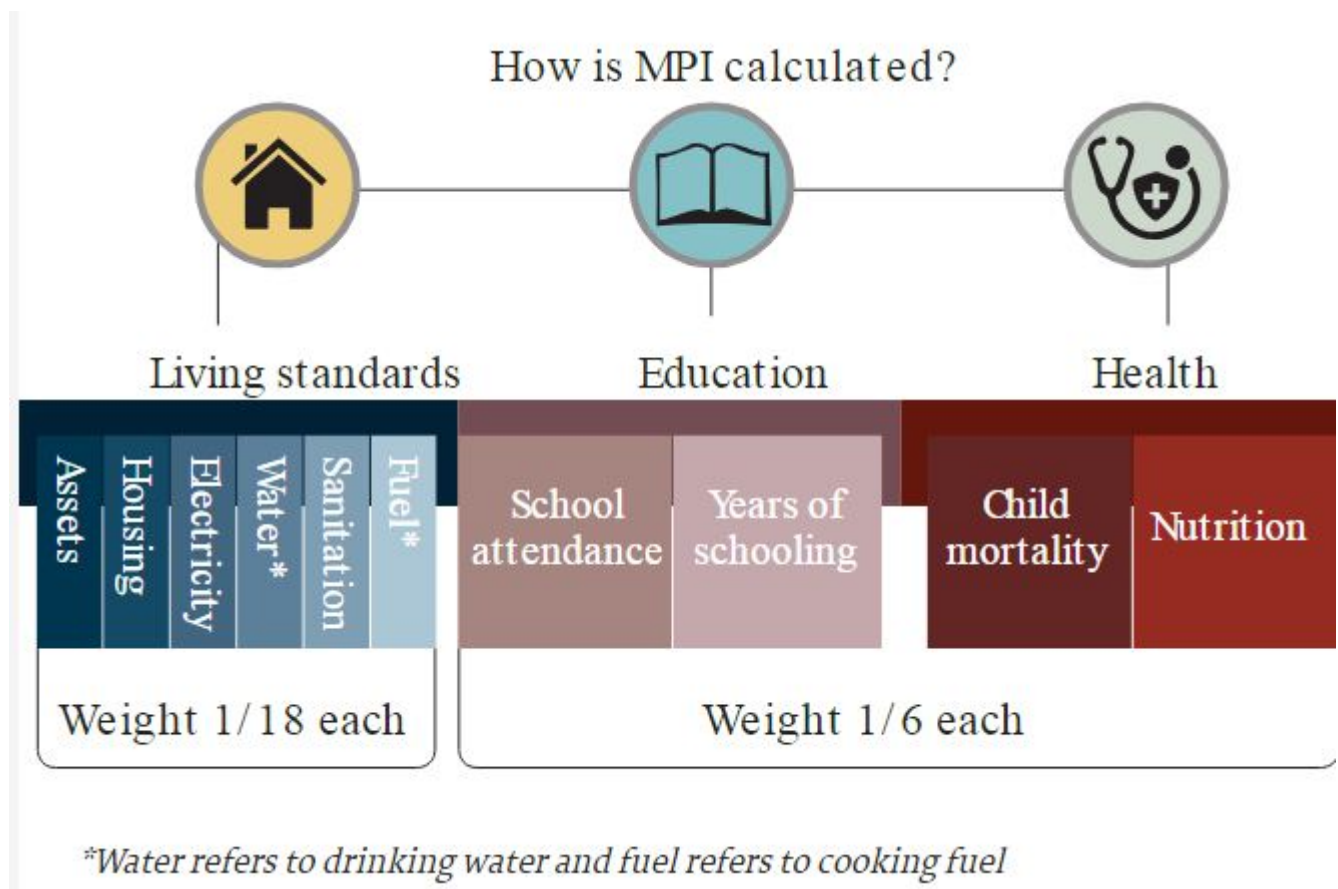 How is MPI calculated?
Living standards
Education
Health
Assets
Housing
Electricity
Water*
Sanitation
Fuel*
School
attendance
Years of
schooling
Child
mortality
Nutrition
Weight 1/18 each
Weight 1/6 each
*Water refers to drinking water and fuel refers to cooking fuel